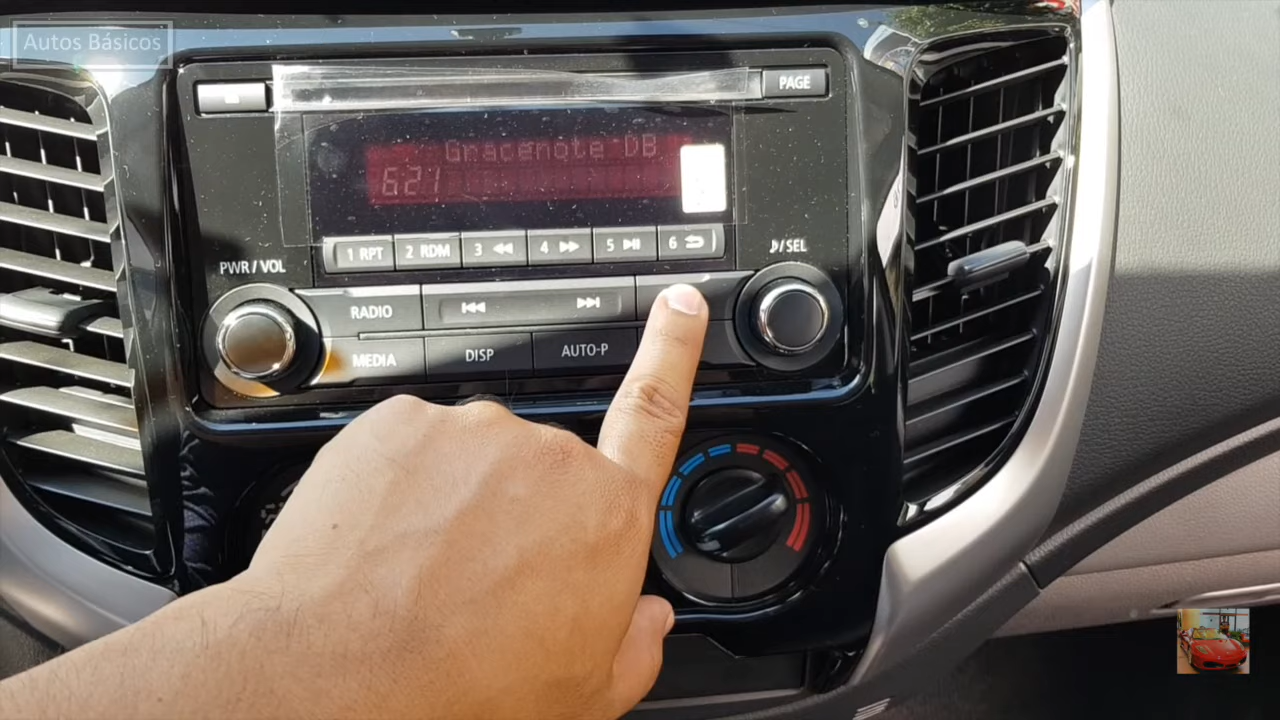 Autos Básicos
PAGE
Gracenote DB
621
1 RPT
2 RDM
3
4
5
6
PWR / VOL
/SEL
RADIO
MEDIA
DISP
AUTO-P